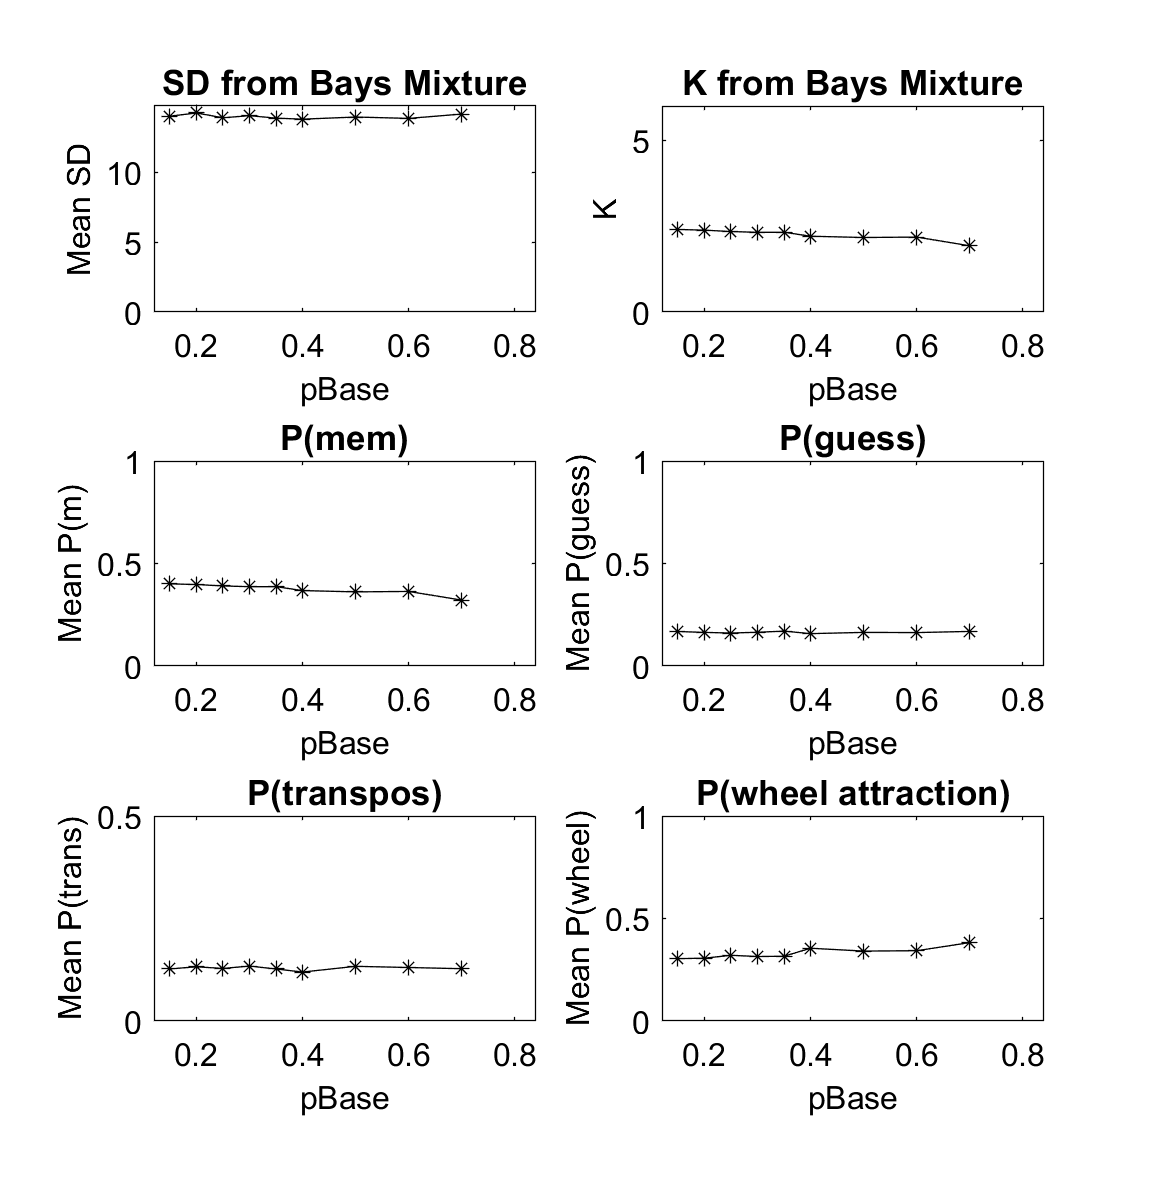 SD from Bays Mixture
Mean SD
10
5
0
0.2 0.4 0.6 0.8
pBase
K from Bays Mixture
K
5
0
0.2 0.4 0.6 0.8
pBase
P(mem)
Mean P(m)
1
0.5
0
0.2 0.4 0.6 0.8
pBase
P(guess)
Mean P(guess)
1
0.5
0
0.2 0.4 0.6 0.8
pBase
P(transpos)
Mean P(trans)
0.5
0
0.2 0.4 0.6 0.8
pBase
P(wheel attraction)
Mean P(wheel)
1
0.5
0
0.2 0.4 0.6 0.8
pBase